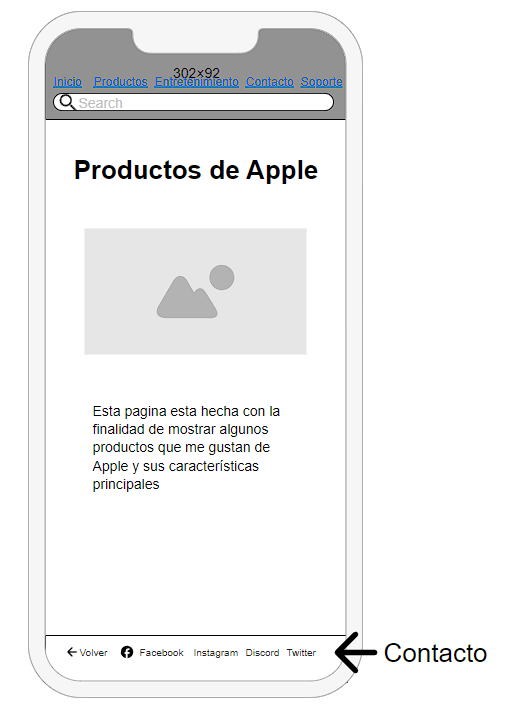 302×92
Inicio Productos Entretenimiento Contacto Soporte
Search
Productos de Apple
Esta pagina esta hecha con la
finalidad de mostrar algunos
productos que me gustan de
Apple y sus características
principales
Volver Facebook Instagram Discord Twitter
Contacto